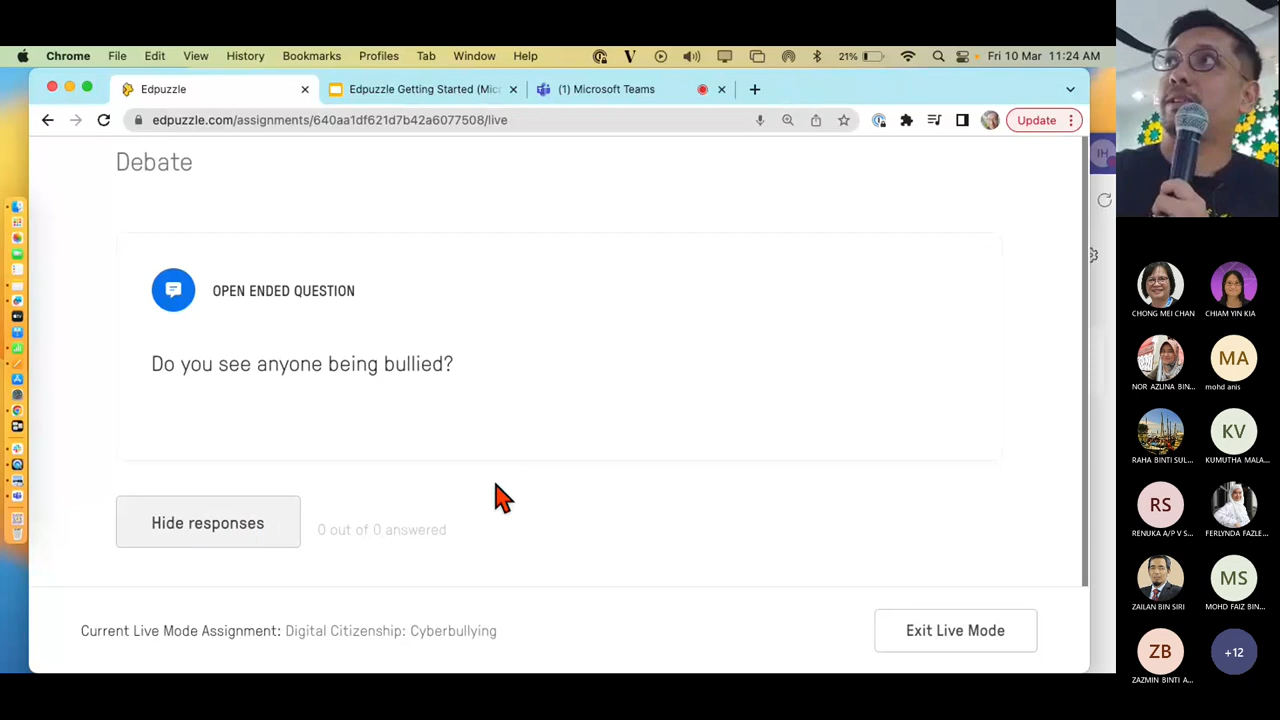 Chrome File Edit View History Bookmarks Profiles Tab Window Help 21% Fri 10 Mar 11:24 AM
Edpuzzle
Edpuzzle Getting Started (Mic
(1) Microsoft Teams
edpuzzle.com/assignments/640aa1df621d7b42a6077508/live
Update
Debate
OPEN ENDED QUESTION
Do you see anyone being bullied?
Hide responses
0 out of 0 answered
Current Live Mode Assignment: Digital Citizenship: Cyberbullying
Exit Live Mode
IH
CHONG MEI CHAN
CHIAM YIN KIA
NOR AZLINA BIN...
MA
mohd anis
RAHA BINTI SUL...
KV
KUMUTHA MALA...
RS
RENUKA A/P V S...
FERLYNDA FAZLE...
ZAILAN BIN SIRI
MS
MOHD FAIZ BIN...
ZB
ZAZMIN BINTI A...
+12